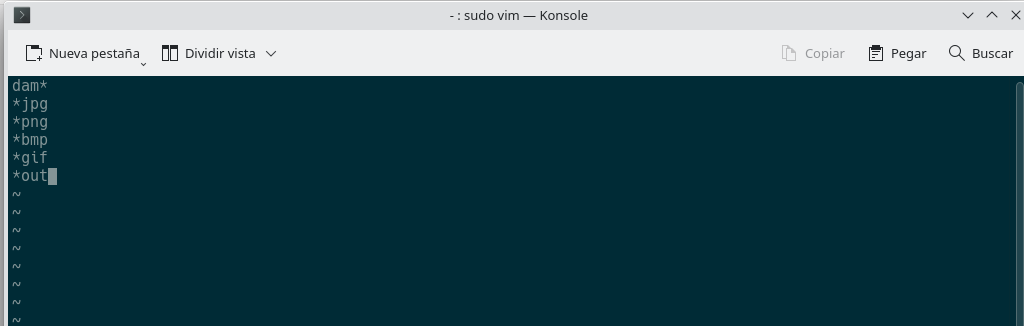 - : sudo vim — Konsole
Nueva pestaña Dividir vista Copiar Pegar Buscar
dam*
*jpg
*png
*bmp
*gif
*out
~
~
~
~
~
~
~
~